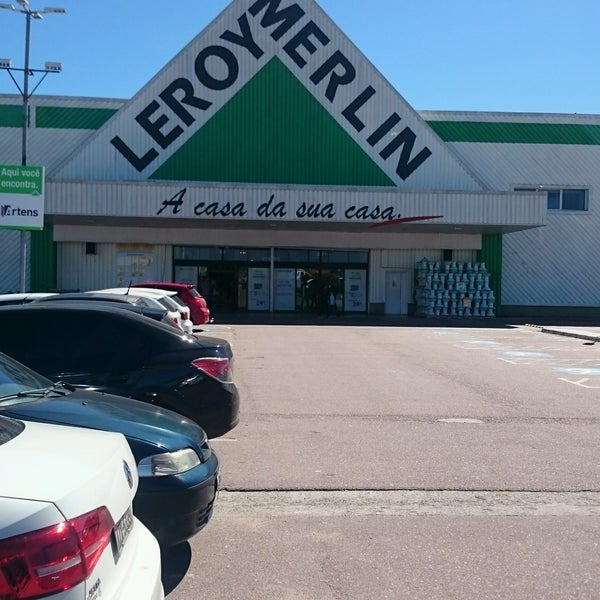 LEROY MERLIN
A casa da sua casa.
Aqui você
encontra.
Artens